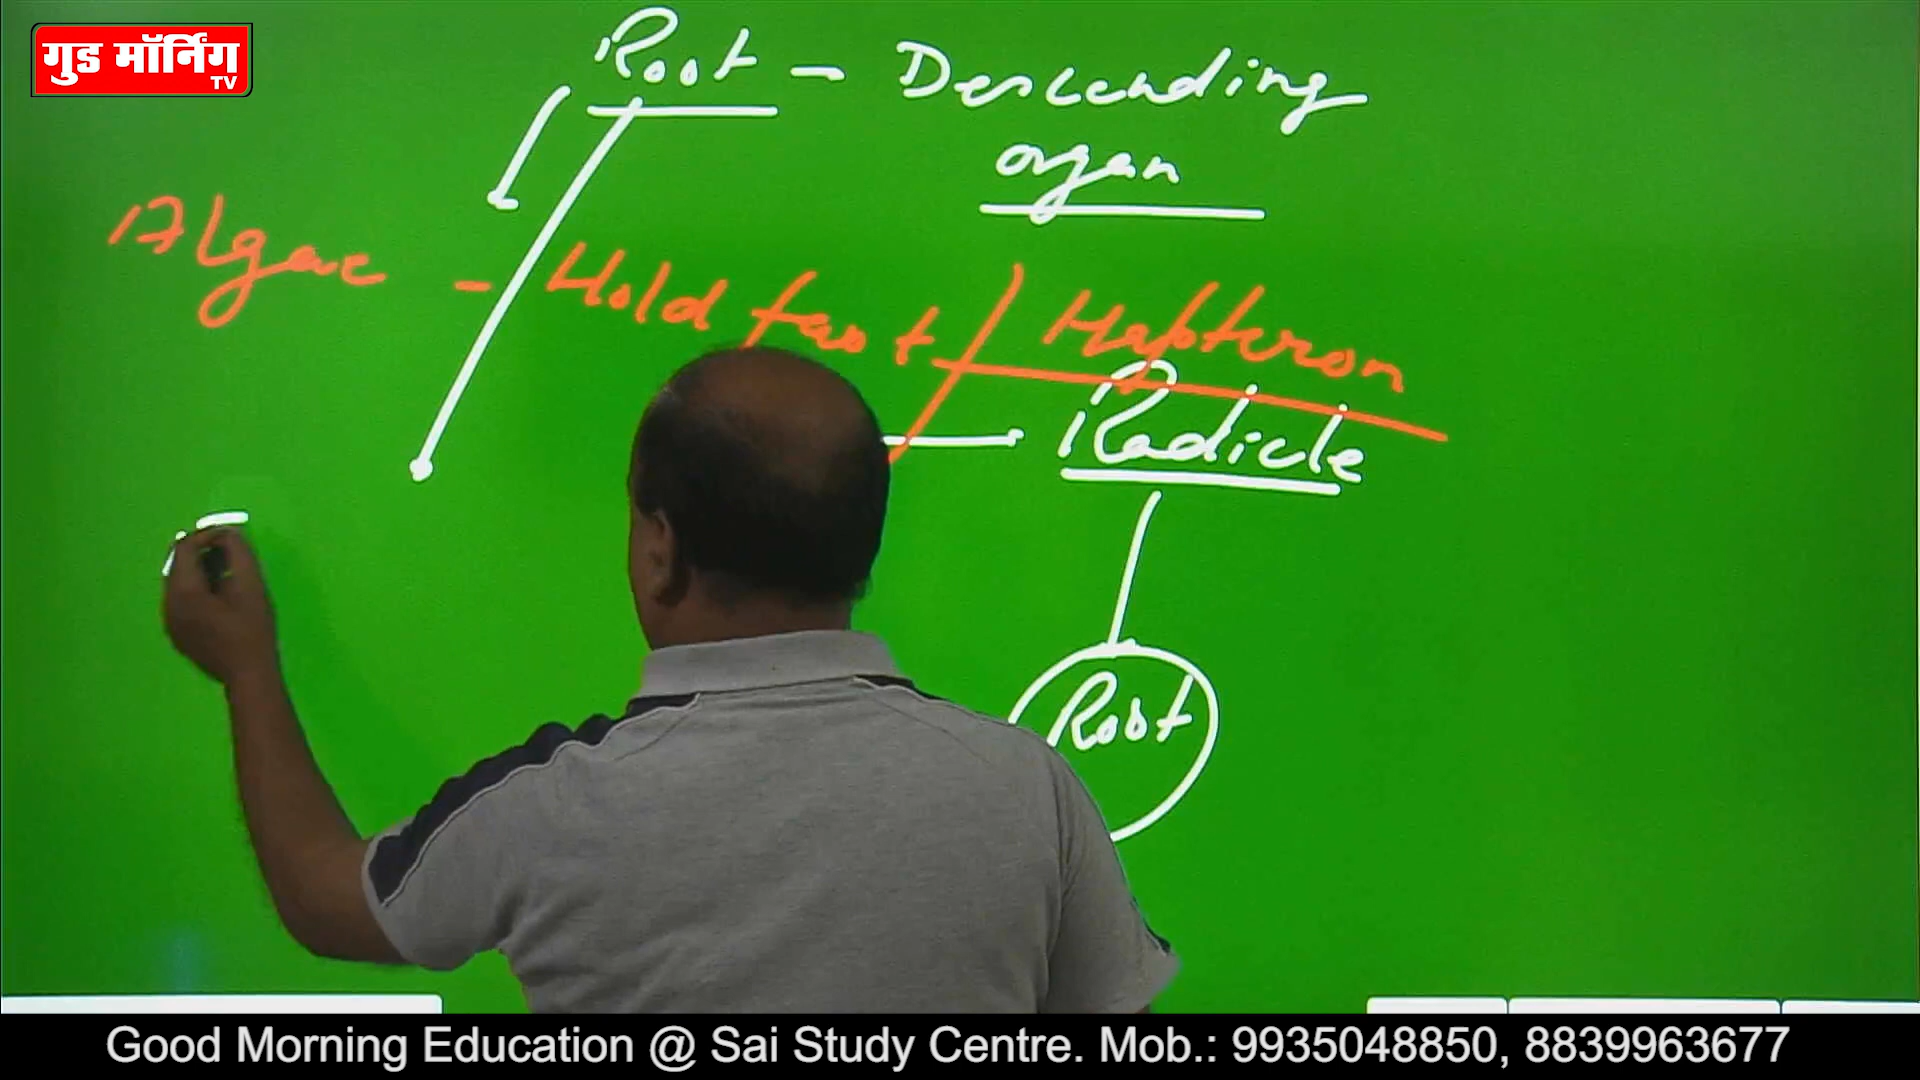 गुड मॉर्निंग
TV
Root – Descending
organ
Algae - Hold fast / Hapteron
Radicle
Root
Good Morning Education @ Sai Study Centre. Mob.: 9935048850, 8839963677